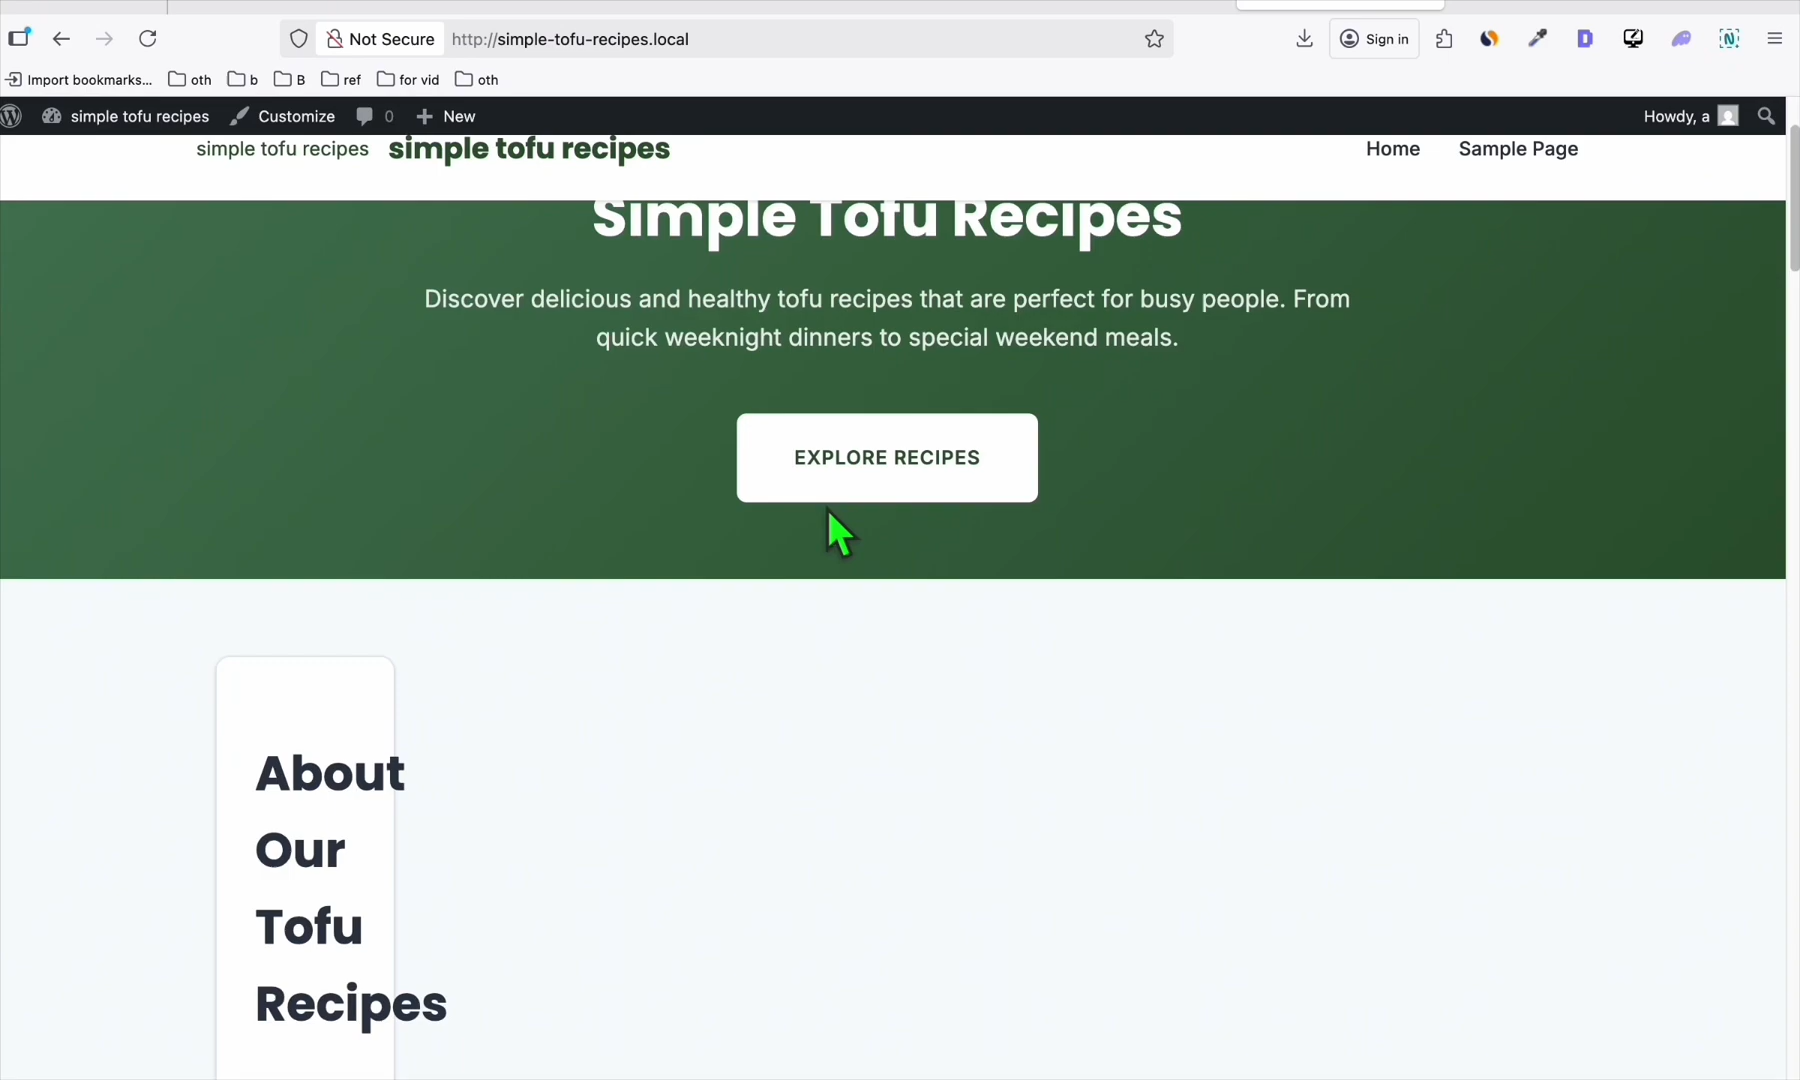 Not Secure http://simple-tofu-recipes.local Sign in
Import bookmarks... oth b B ref for vid oth
simple tofu recipes Customize 0 New Howdy, a
simple tofu recipes simple tofu recipes Home Sample Page
Simple Tofu Recipes
Discover delicious and healthy tofu recipes that are perfect for busy people. From
quick weeknight dinners to special weekend meals.
EXPLORE RECIPES
About
Our
Tofu
Recipes